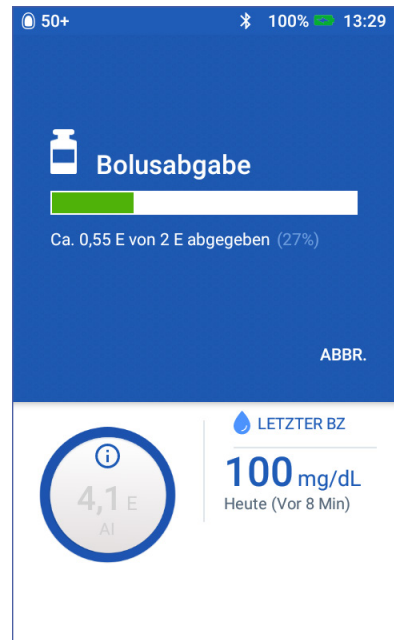 50+ 100% 13:29
Bolusabgabe
Ca. 0,55 E von 2 E abgegeben (27%)
ABBR.
LETZTER BZ
100 mg/dL
Heute (Vor 8 Min)
4,1 E
AI